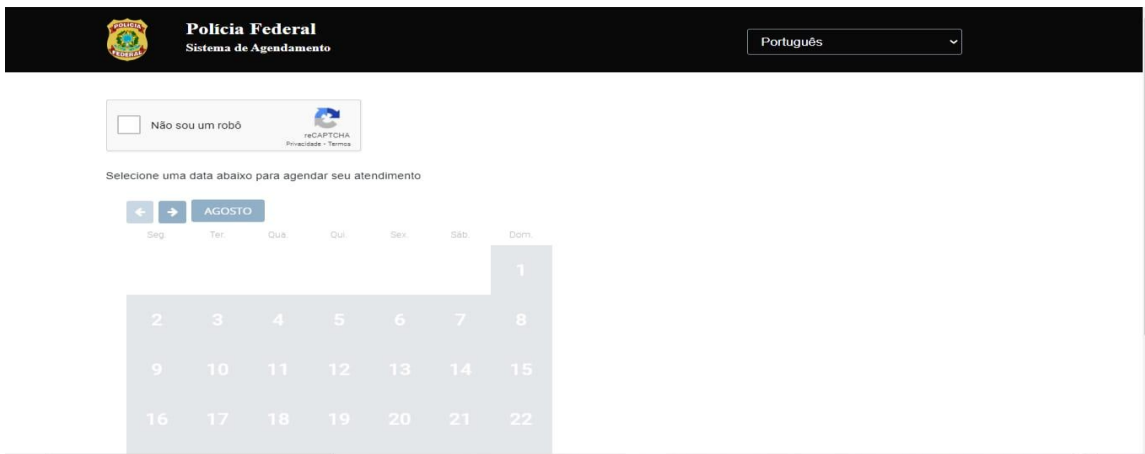 POLÍCIA
FEDERAL
Polícia Federal
Sistema de Agendamento
Português
Não sou um robô
reCAPTCHA
Privacidade - Termos
Selecione uma data abaixo para agendar seu atendimento
AGOSTO
Seg. Ter. Qua. Qui. Sex. Sáb. Dom.
1
2 3 4 5 6 7 8
9 10 11 12 13 14 15
16 17 18 19 20 21 22